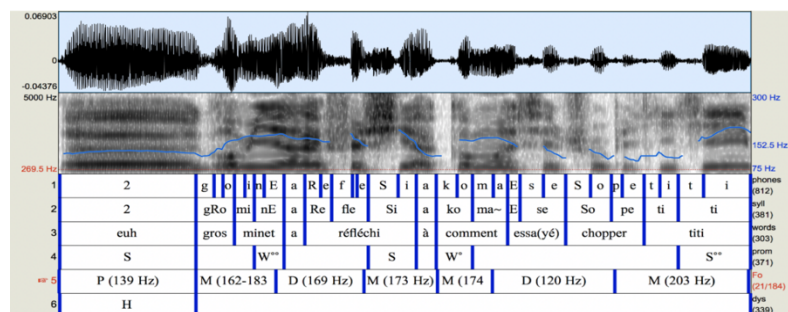 0.06903
0
-0.04376
5000 Hz 300 Hz
152.5 Hz
269.5 Hz 75 Hz
1 2 g o i n E a R e f e S i a k o m a E s e S o p e t i t i phones
(812)
2 2 gRo mi nE a Re fle Si a ko ma~ E se So pe ti ti syll
(381)
3 euh gros minet a réfléchi à comment essa(yé) chopper titi words
(303)
4 S W°° S W° S°° prom
(371)
5 P (139 Hz) M (162-183 D (169 Hz) M (173 Hz) M (174 D (120 Hz) M (203 Hz) Fo
(21/184)
6 H dys
(339)